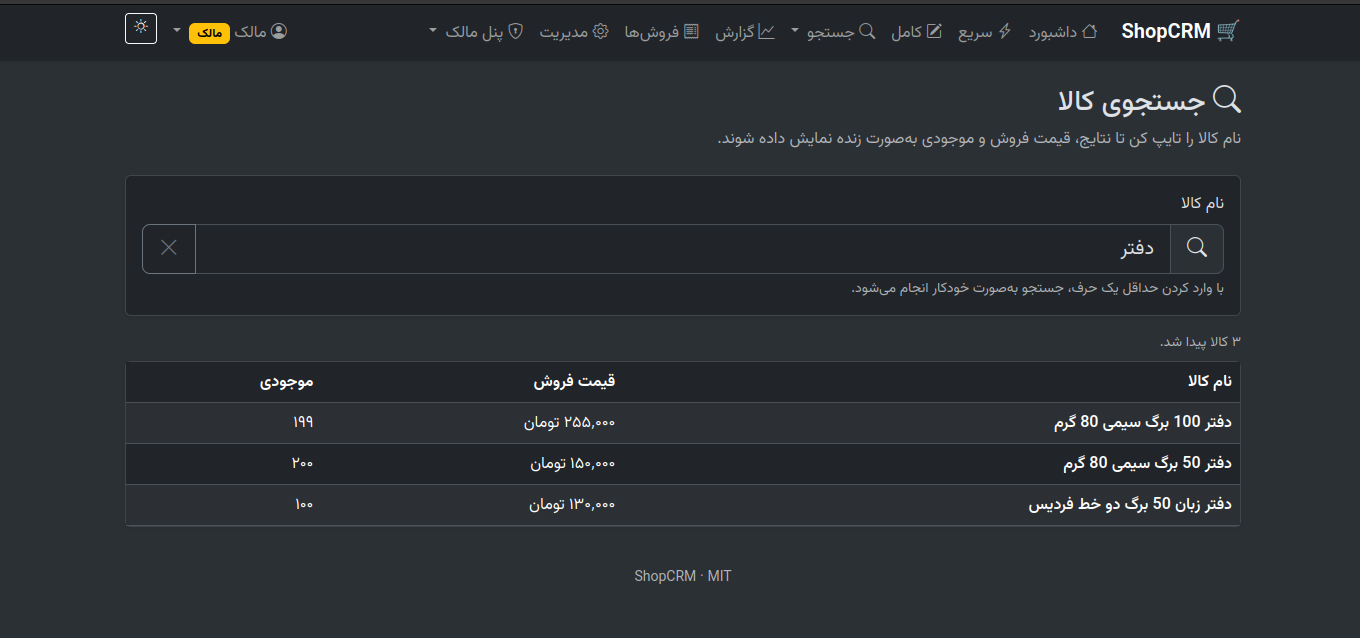 ShopCRM داشبورد سریع کامل جستجو گزارش فروش‌ها مدیریت پنل مالک مالک مالک
جستجوی کالا
نام کالا را تایپ کن تا نتایج، قیمت فروش و موجودی به‌صورت زنده نمایش داده شوند.
نام کالا
دفتر
با وارد کردن حداقل یک حرف، جستجو به‌صورت خودکار انجام می‌شود.
۳ کالا پیدا شد.
نام کالا قیمت فروش موجودی
دفتر 100 برگ سیمی 80 گرم ۲۵۵,۰۰۰ تومان ۱۹۹
دفتر 50 برگ سیمی 80 گرم ۱۵۰,۰۰۰ تومان ۲۰۰
دفتر زبان 50 برگ دو خط فردیس ۱۳۰,۰۰۰ تومان ۱۰۰
ShopCRM · MIT